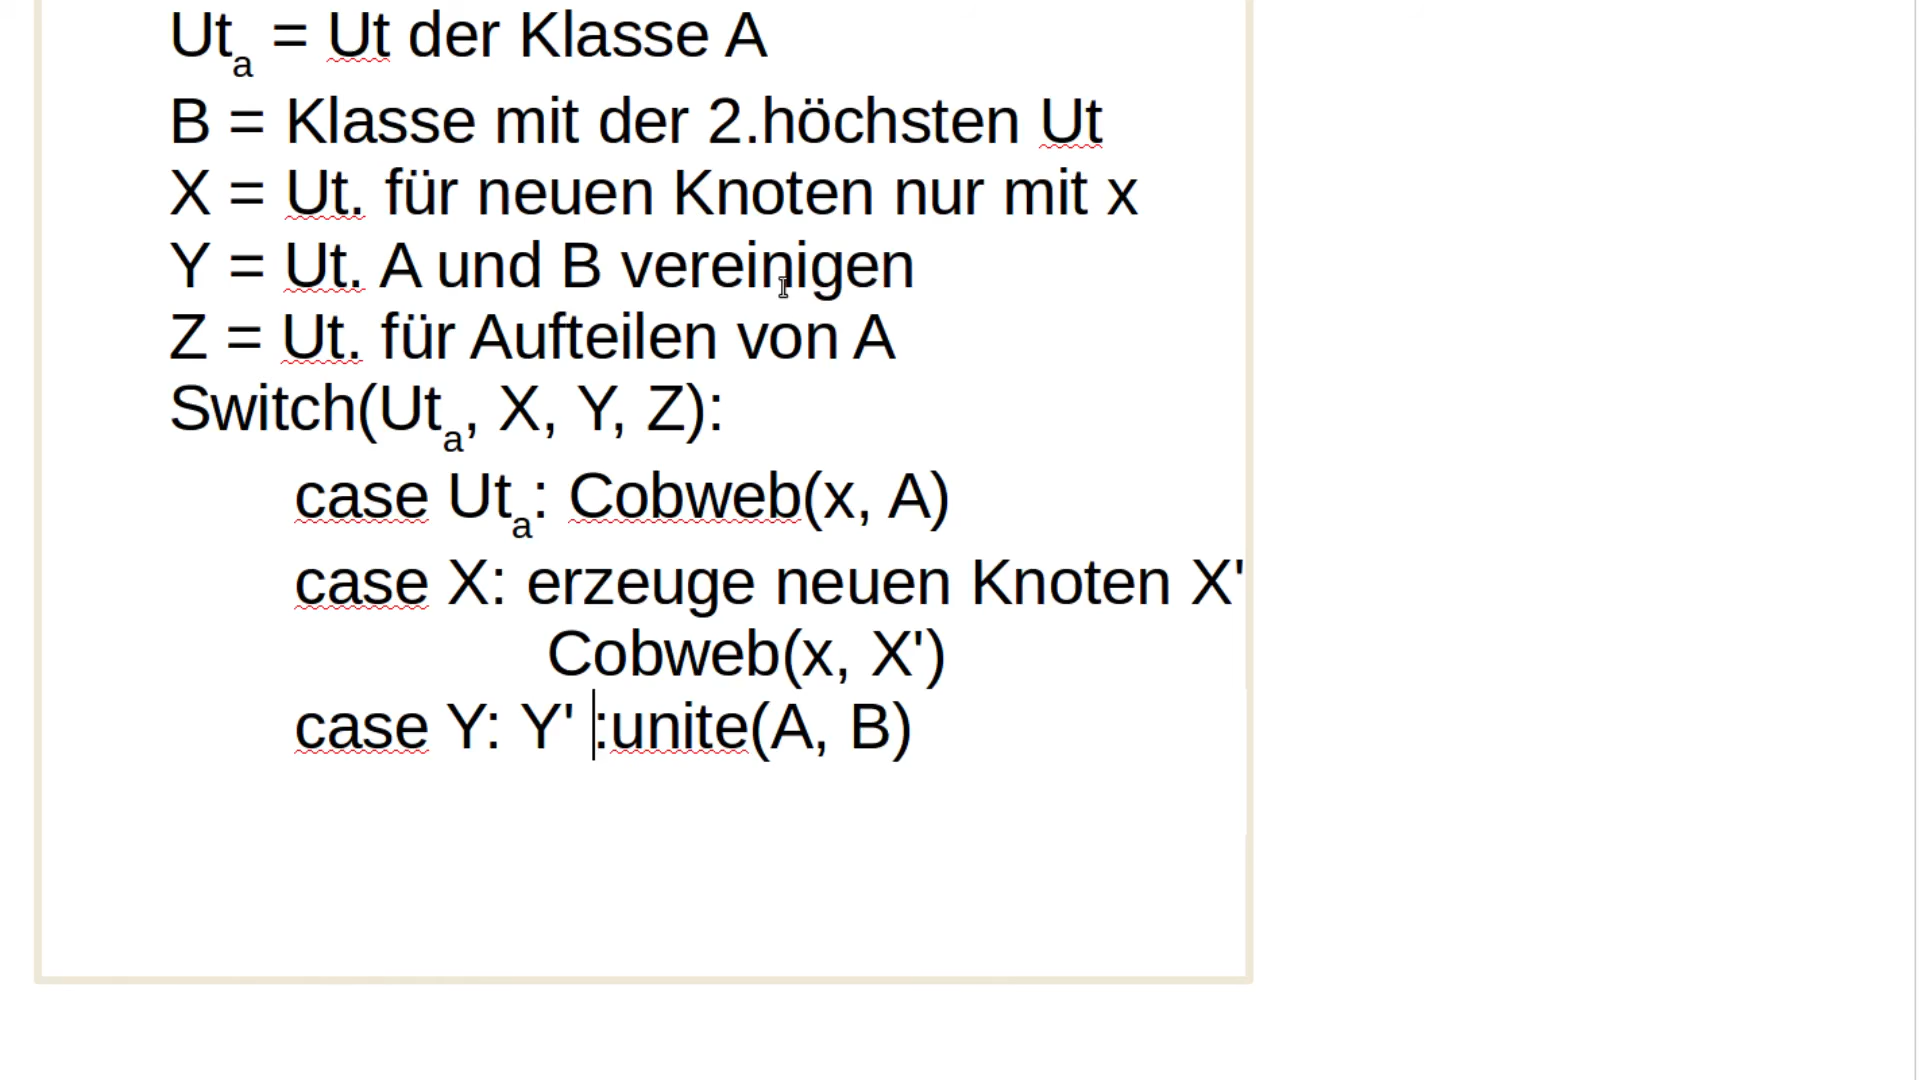 Uta = Ut der Klasse A
B = Klasse mit der 2.höchsten Ut
X = Ut. für neuen Knoten nur mit x
Y = Ut. A und B vereinigen
Z = Ut. für Aufteilen von A
Switch(Uta, X, Y, Z):
case Uta: Cobweb(x, A)
case X: erzeuge neuen Knoten X'
Cobweb(x, X')
case Y: Y' :unite(A, B)